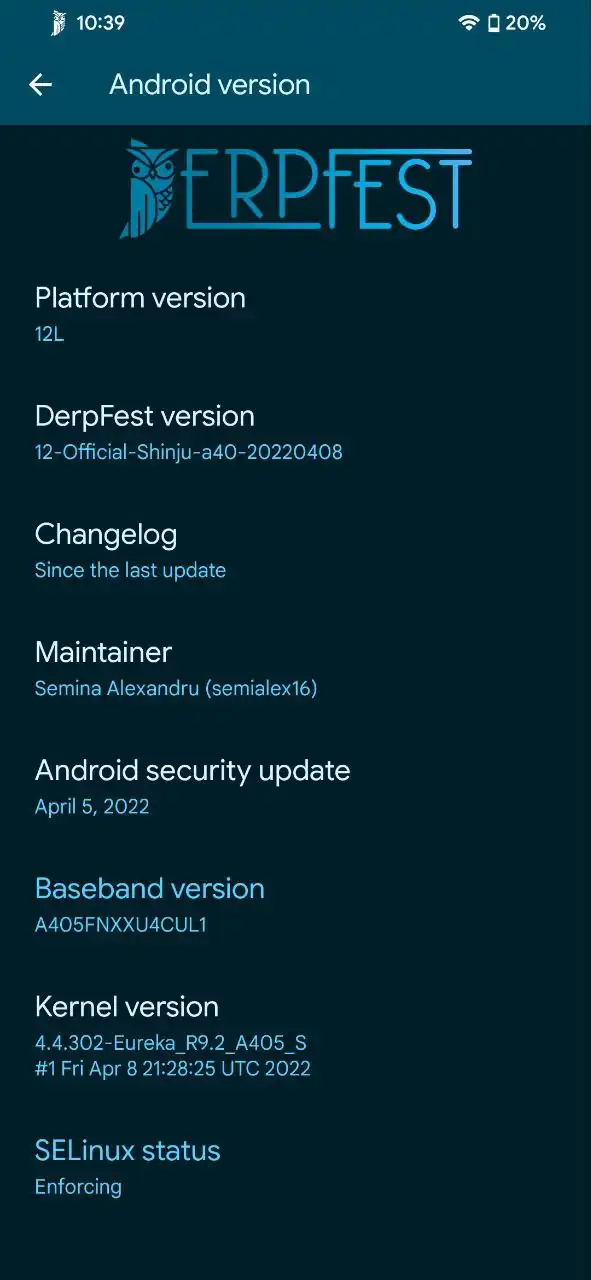 10:39
20%
Android version
DERPFEST
Platform version
12L
DerpFest version
12-Official-Shinju-a40-20220408
Changelog
Since the last update
Maintainer
Semina Alexandru (semialex16)
Android security update
April 5, 2022
Baseband version
A405FNXXU4CUL1
Kernel version
4.4.302-Eureka_R9.2_A405_S
#1 Fri Apr 8 21:28:25 UTC 2022
SELinux status
Enforcing